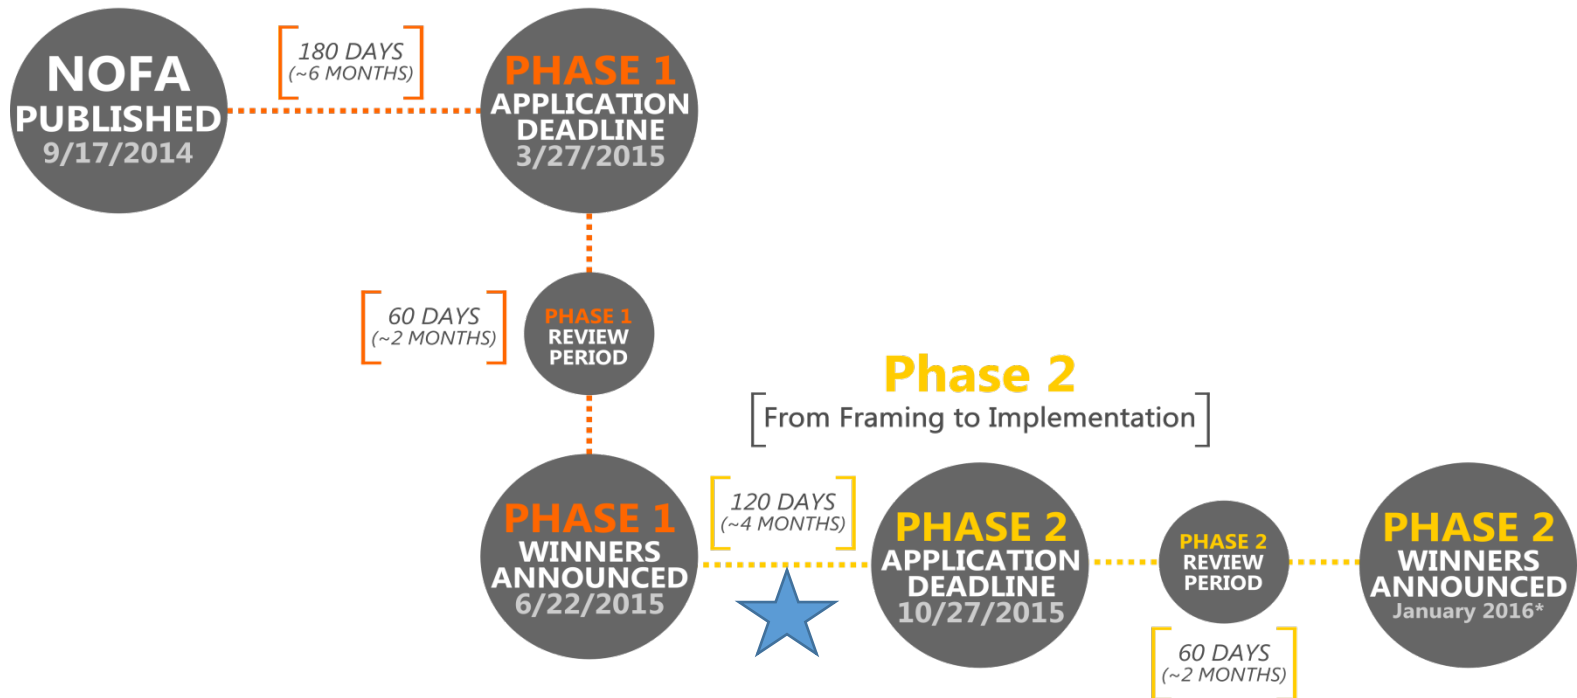 NOFA
PUBLISHED
9/17/2014
180 DAYS
(~6 MONTHS)
PHASE 1
APPLICATION
DEADLINE
3/27/2015
60 DAYS
(~2 MONTHS)
PHASE 1
REVIEW
PERIOD
Phase 2
From Framing to Implementation
PHASE 1
WINNERS
ANNOUNCED
6/22/2015
120 DAYS
(~4 MONTHS)
PHASE 2
APPLICATION
DEADLINE
10/27/2015
PHASE 2
REVIEW
PERIOD
60 DAYS
(~2 MONTHS)
PHASE 2
WINNERS
ANNOUNCED
January 2016*